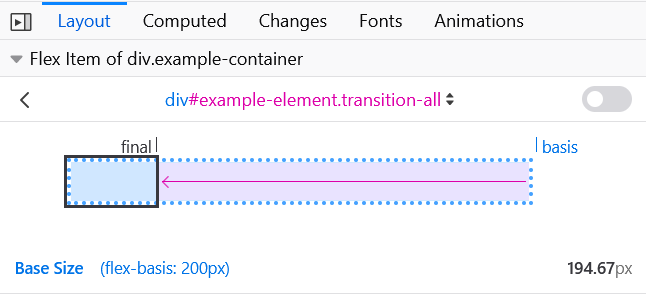 Layout Computed Changes Fonts Animations
Flex Item of div.example-container
div#example-element.transition-all
final basis
Base Size (flex-basis: 200px) 194.67px